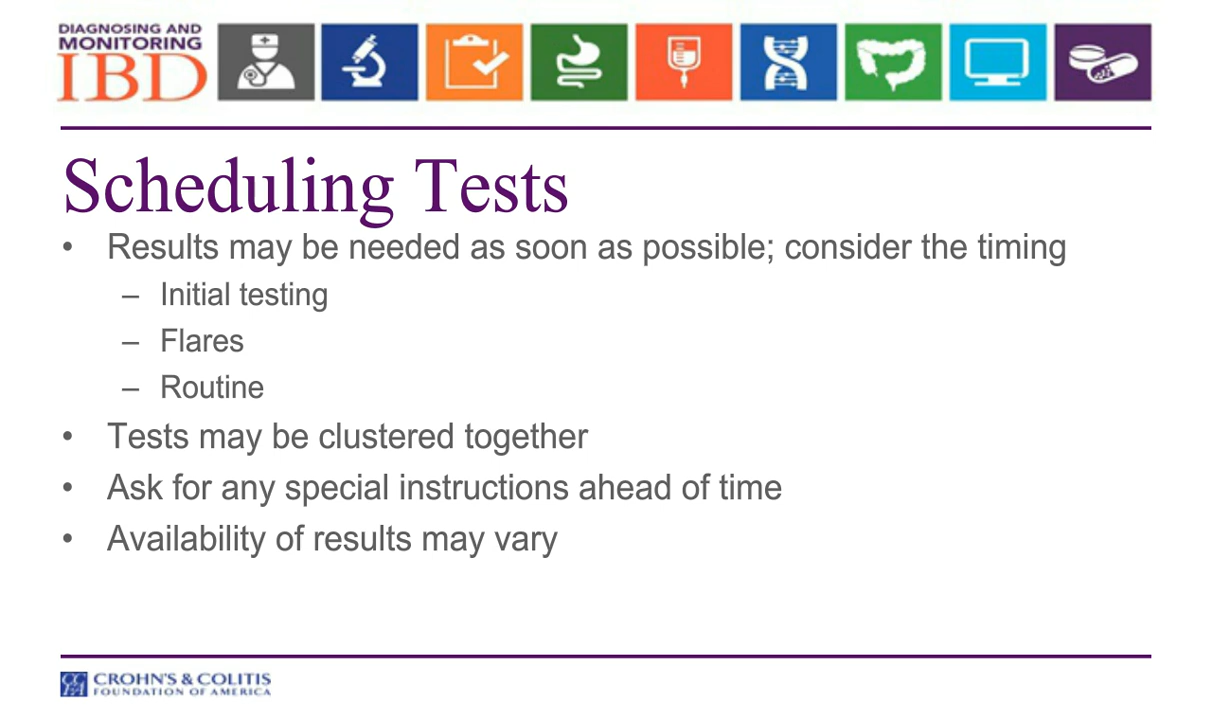 DIAGNOSING AND
MONITORING
IBD
Scheduling Tests
• Results may be needed as soon as possible; consider the timing
– Initial testing
– Flares
– Routine
• Tests may be clustered together
• Ask for any special instructions ahead of time
• Availability of results may vary
CCFA
CROHN'S & COLITIS
FOUNDATION OF AMERICA